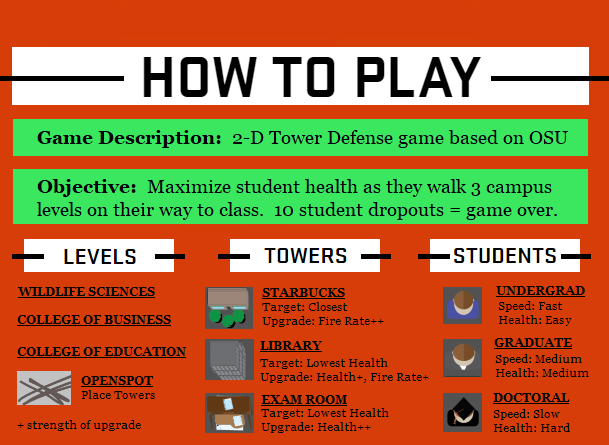 HOW TO PLAY
Game Description: 2-D Tower Defense game based on OSU
Objective: Maximize student health as they walk 3 campus
levels on their way to class. 10 student dropouts = game over.
LEVELS
WILDLIFE SCIENCES
COLLEGE OF BUSINESS
COLLEGE OF EDUCATION
OPENSPOT
Place Towers
+ strength of upgrade
TOWERS
STARBUCKS
Target: Closest
Upgrade: Fire Rate++
LIBRARY
Target: Lowest Health
Upgrade: Health+, Fire Rate+
EXAM ROOM
Target: Lowest Health
Upgrade: Health++
STUDENTS
UNDERGRAD
Speed: Fast
Health: Easy
GRADUATE
Speed: Medium
Health: Medium
DOCTORAL
Speed: Slow
Health: Hard